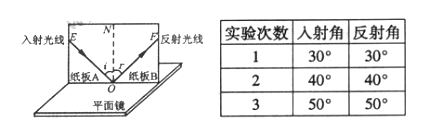 N
入射光线 E F 反射光线
i r
纸板A 纸板B
O
平面镜
实验次数 入射角 反射角
1 30° 30°
2 40° 40°
3 50° 50°